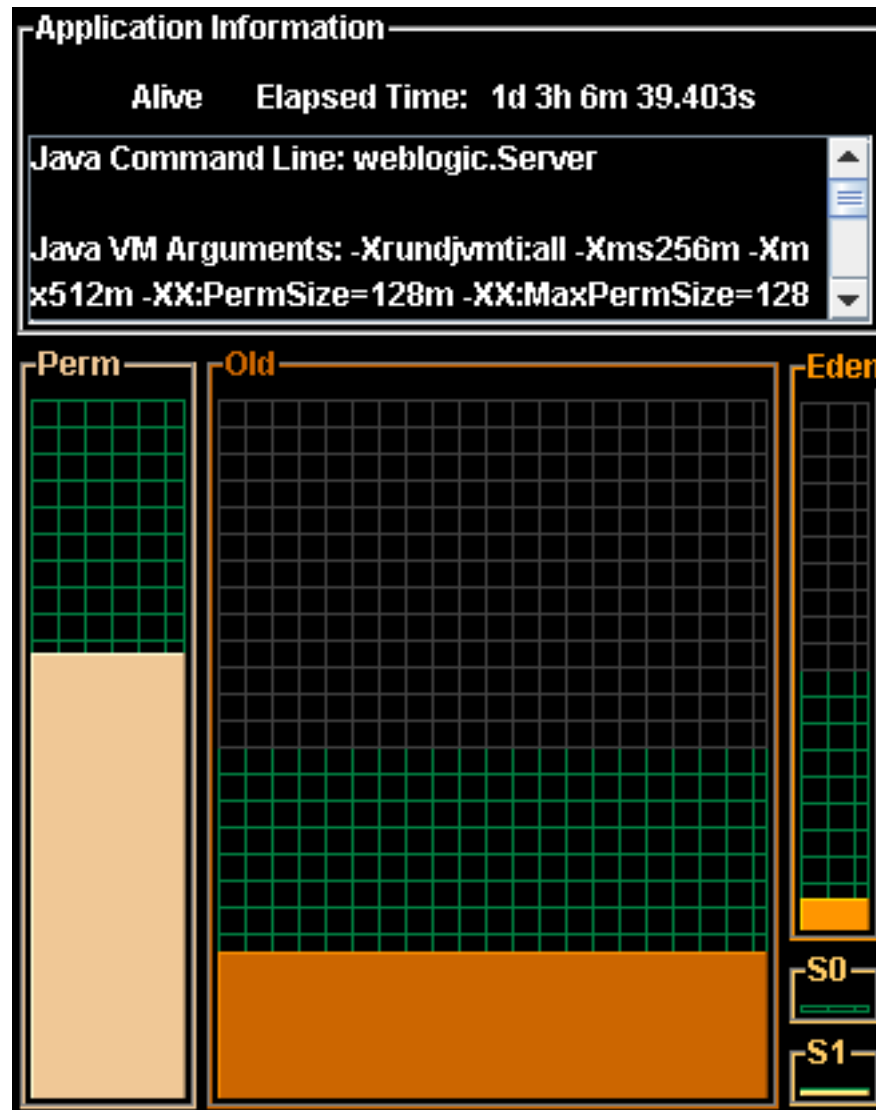 Application Information
Alive Elapsed Time: 1d 3h 6m 39.403s
Java Command Line: weblogic.Server
Java VM Arguments: -Xrundjvmti:all -Xms256m -Xm
x512m -XX:PermSize=128m -XX:MaxPermSize=128
Perm Old Eden
S0
S1